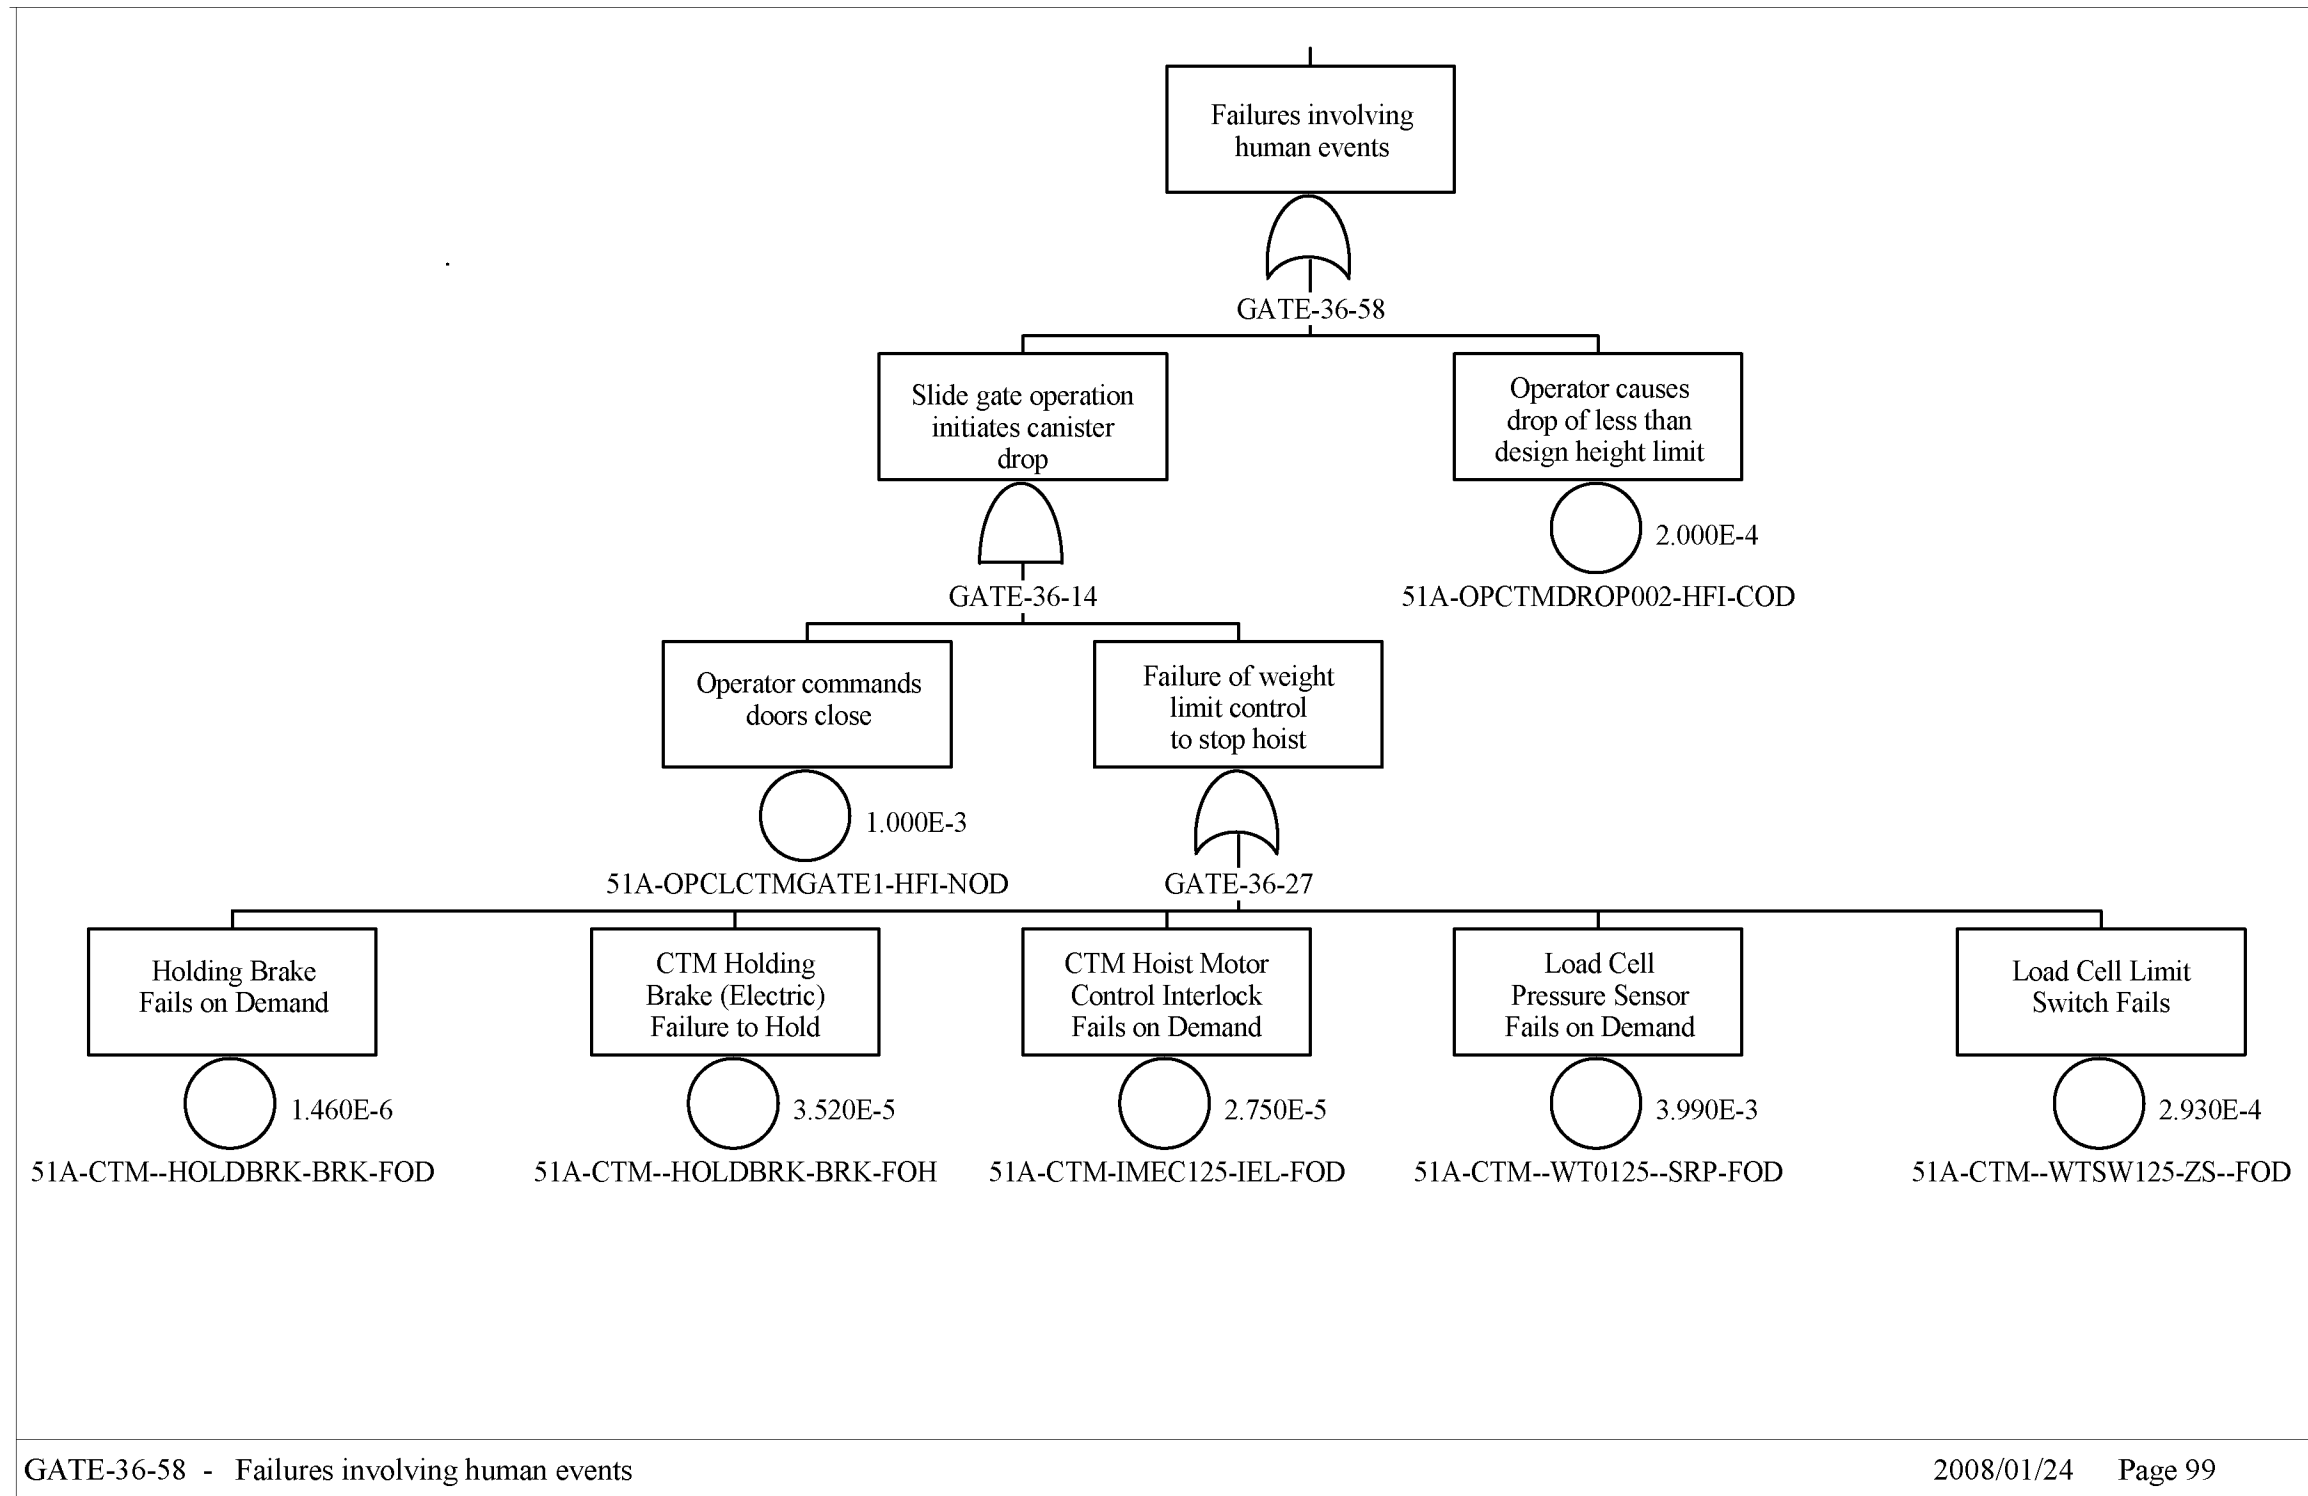 Failures involving
human events
GATE-36-58
Slide gate operation
initiates canister
drop
Operator causes
drop of less than
design height limit
2.000E-4
GATE-36-14
51A-OPCTMDROP002-HFI-COD
Operator commands
doors close
Failure of weight
limit control
to stop hoist
1.000E-3
51A-OPCLCTMGATE1-HFI-NOD
GATE-36-27
Holding Brake
Fails on Demand
CTM Holding
Brake (Electric)
Failure to Hold
CTM Hoist Motor
Control Interlock
Fails on Demand
Load Cell
Pressure Sensor
Fails on Demand
Load Cell Limit
Switch Fails
1.460E-6
3.520E-5
2.750E-5
3.990E-3
2.930E-4
51A-CTM--HOLDBRK-BRK-FOD
51A-CTM--HOLDBRK-BRK-FOH
51A-CTM-IMEC125-IEL-FOD
51A-CTM--WT0125--SRP-FOD
51A-CTM--WTSW125-ZS--FOD
GATE-36-58 - Failures involving human events
2008/01/24 Page 99